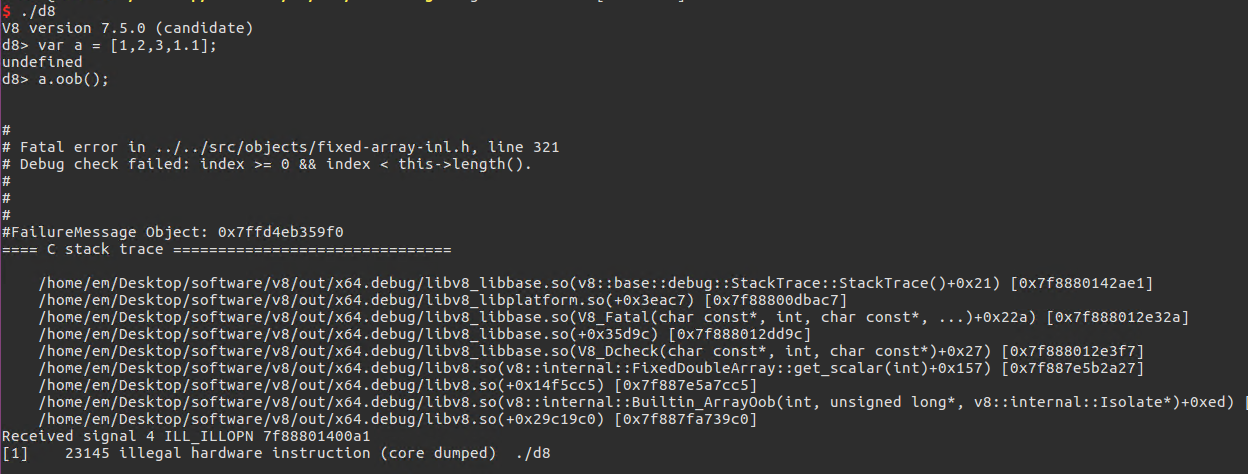 $ ./d8
V8 version 7.5.0 (candidate)
d8> var a = [1,2,3,1.1];
undefined
d8> a.oob();
#
# Fatal error in ../../src/objects/fixed-array-inl.h, line 321
# Debug check failed: index >= 0 && index < this->length().
#
#
#
#FailureMessage Object: 0x7ffd4eb359f0
==== C stack trace ===============================
/home/em/Desktop/software/v8/out/x64.debug/libv8_libbase.so(v8::base::debug::StackTrace::StackTrace()+0x21) [0x7f8880142ae1]
/home/em/Desktop/software/v8/out/x64.debug/libv8_libplatform.so(+0x3eac7) [0x7f88800dbac7]
/home/em/Desktop/software/v8/out/x64.debug/libv8_libbase.so(V8_Fatal(char const*, int, char const*, ...)+0x22a) [0x7f888012e32a]
/home/em/Desktop/software/v8/out/x64.debug/libv8_libbase.so(+0x35d9c) [0x7f888012dd9c]
/home/em/Desktop/software/v8/out/x64.debug/libv8_libbase.so(V8_Dcheck(char const*, int, char const*)+0x27) [0x7f888012e3f7]
/home/em/Desktop/software/v8/out/x64.debug/libv8.so(v8::internal::FixedDoubleArray::get_scalar(int)+0x157) [0x7f887e5b2a27]
/home/em/Desktop/software/v8/out/x64.debug/libv8.so(+0x14f5cc5) [0x7f887e5a7cc5]
/home/em/Desktop/software/v8/out/x64.debug/libv8.so(v8::internal::Builtin_ArrayOob(int, unsigned long*, v8::internal::Isolate*)+0xed) [
/home/em/Desktop/software/v8/out/x64.debug/libv8.so(+0x29c19c0) [0x7f887fa739c0]
Received signal 4 ILL_ILLOPN 7f88801400a1
[1]    23145 illegal hardware instruction (core dumped)  ./d8